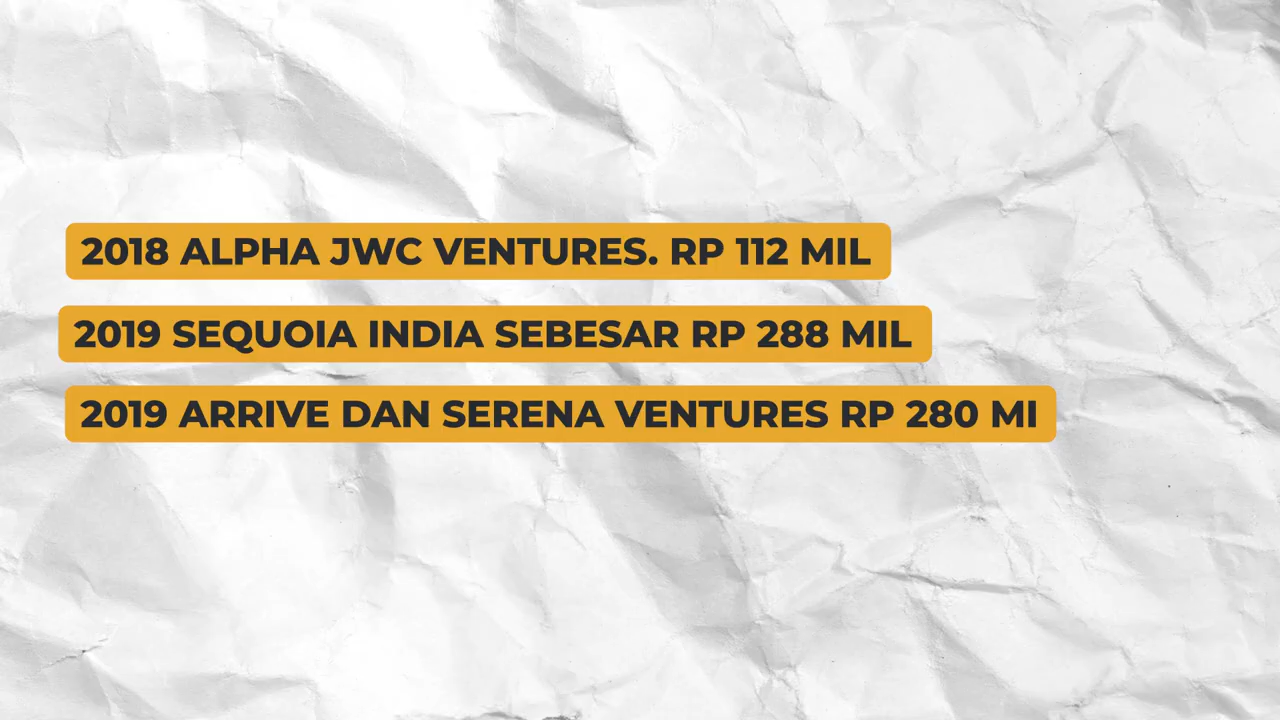 2018 ALPHA JWC VENTURES. RP 112 MIL
2019 SEQUOIA INDIA SEBESAR RP 288 MIL
2019 ARRIVE DAN SERENA VENTURES RP 280 MI